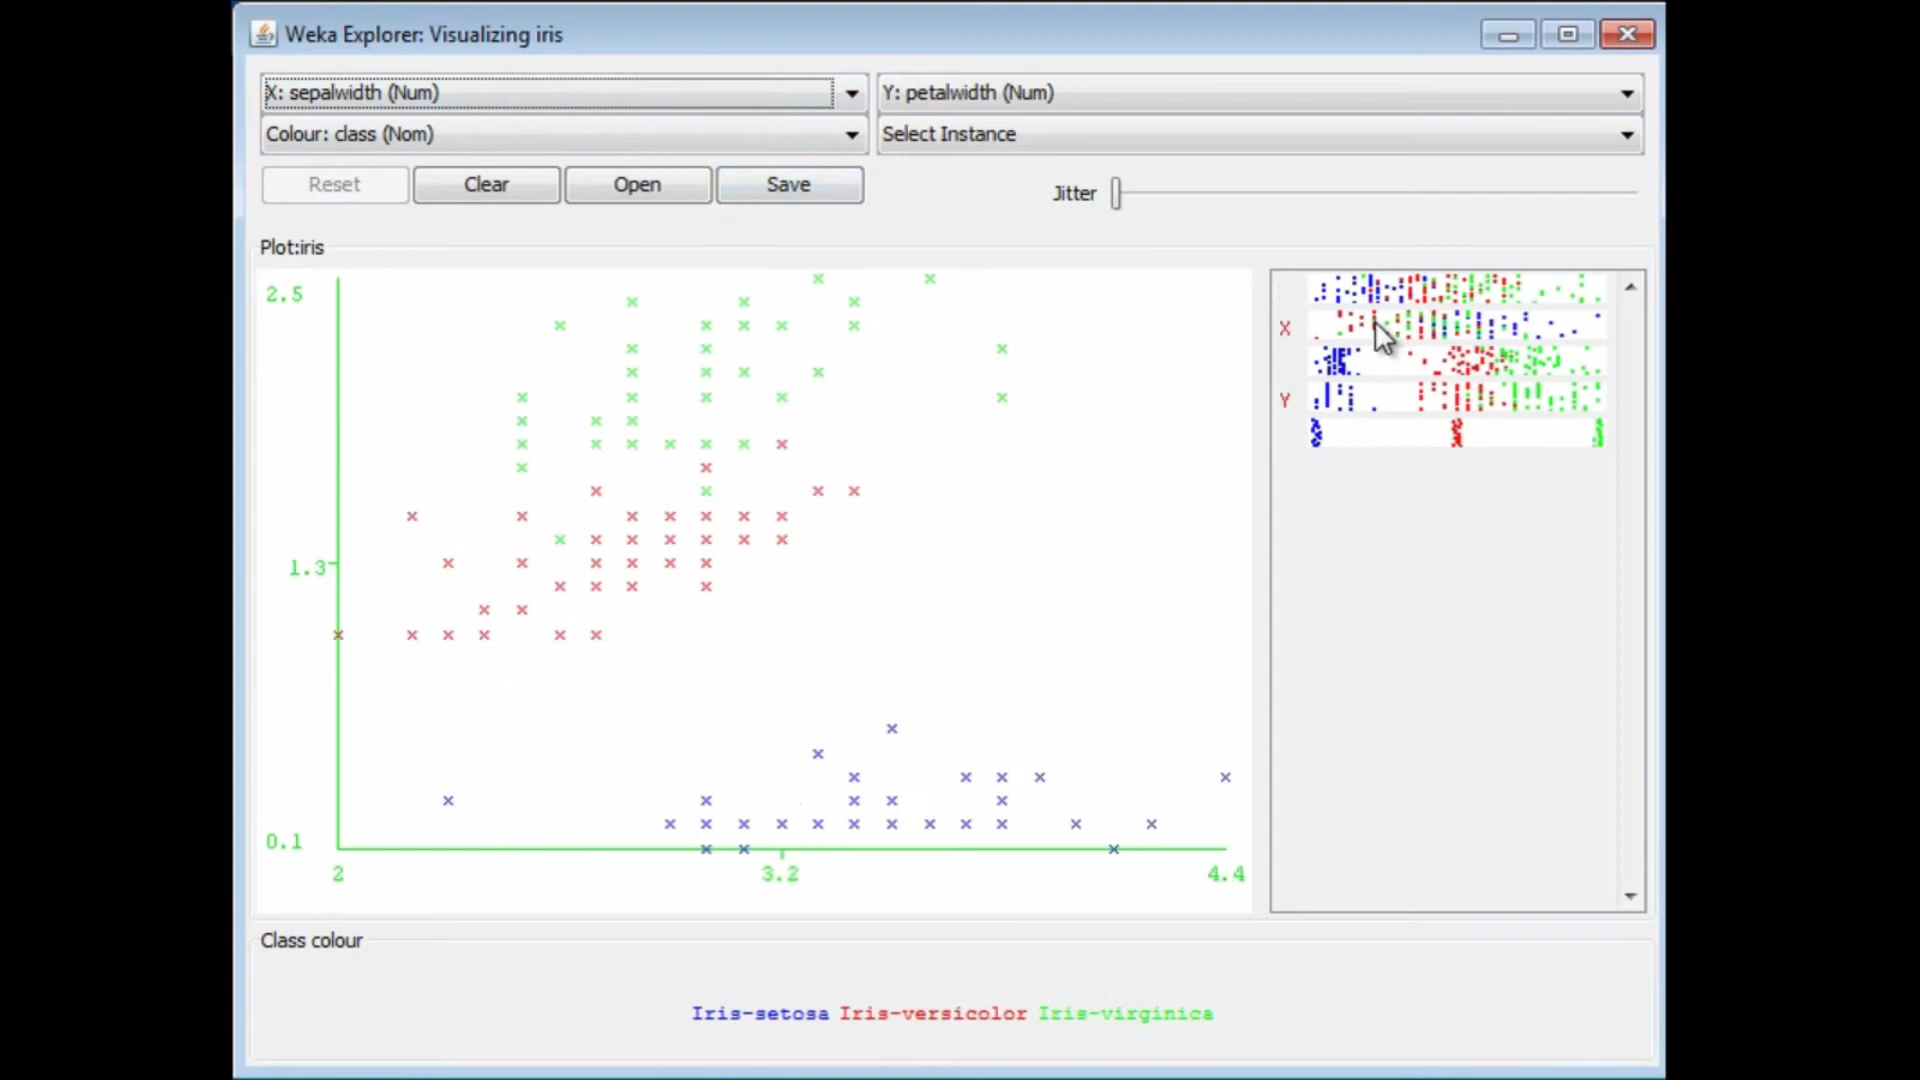 Weka Explorer: Visualizing iris
X: sepalwidth (Num)
Y: petalwidth (Num)
Colour: class (Nom)
Select Instance
Reset
Clear
Open
Save
Jitter
Plot:iris
2.5
1.3
0.1
2
3.2
4.4
X
Y
Class colour
Iris-setosa Iris-versicolor Iris-virginica